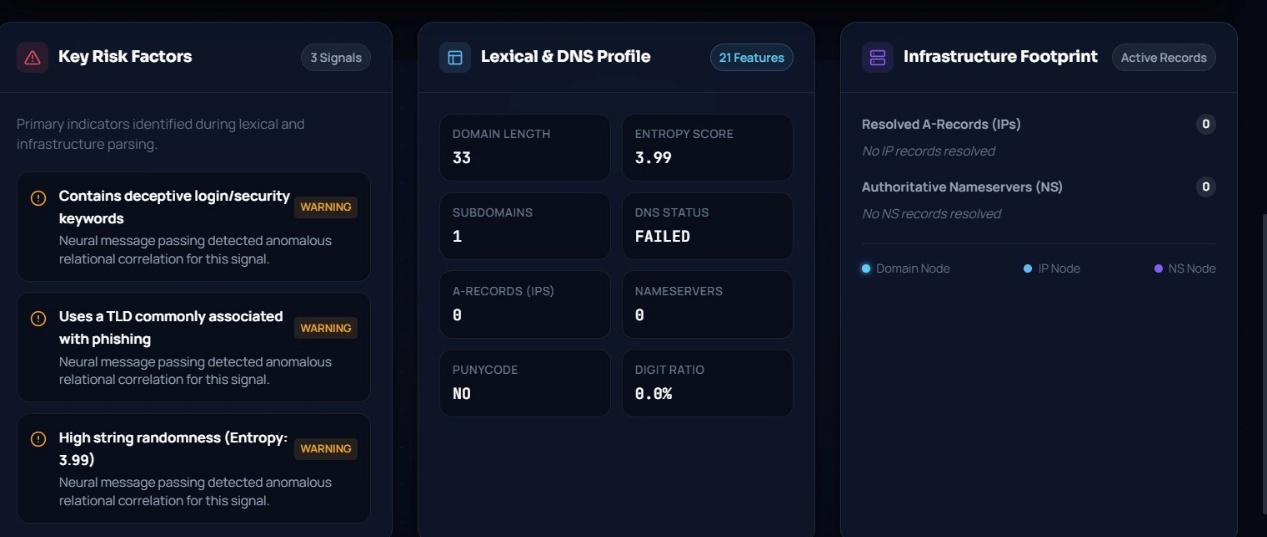 Key Risk Factors
3 Signals
Primary indicators identified during lexical and
infrastructure parsing.
Contains deceptive login/security
keywords
WARNING
Neural message passing detected anomalous
relational correlation for this signal.
Uses a TLD commonly associated
with phishing
WARNING
Neural message passing detected anomalous
relational correlation for this signal.
High string randomness (Entropy:
3.99)
WARNING
Neural message passing detected anomalous
relational correlation for this signal.
Lexical & DNS Profile
21 Features
DOMAIN LENGTH
33
ENTROPY SCORE
3.99
SUBDOMAINS
1
DNS STATUS
FAILED
A-RECORDS (IPS)
0
NAMESERVERS
0
PUNYCODE
NO
DIGIT RATIO
0.0%
Infrastructure Footprint
Active Records
Resolved A-Records (IPs)
0
No IP records resolved
Authoritative Nameservers (NS)
0
No NS records resolved
Domain Node
IP Node
NS Node